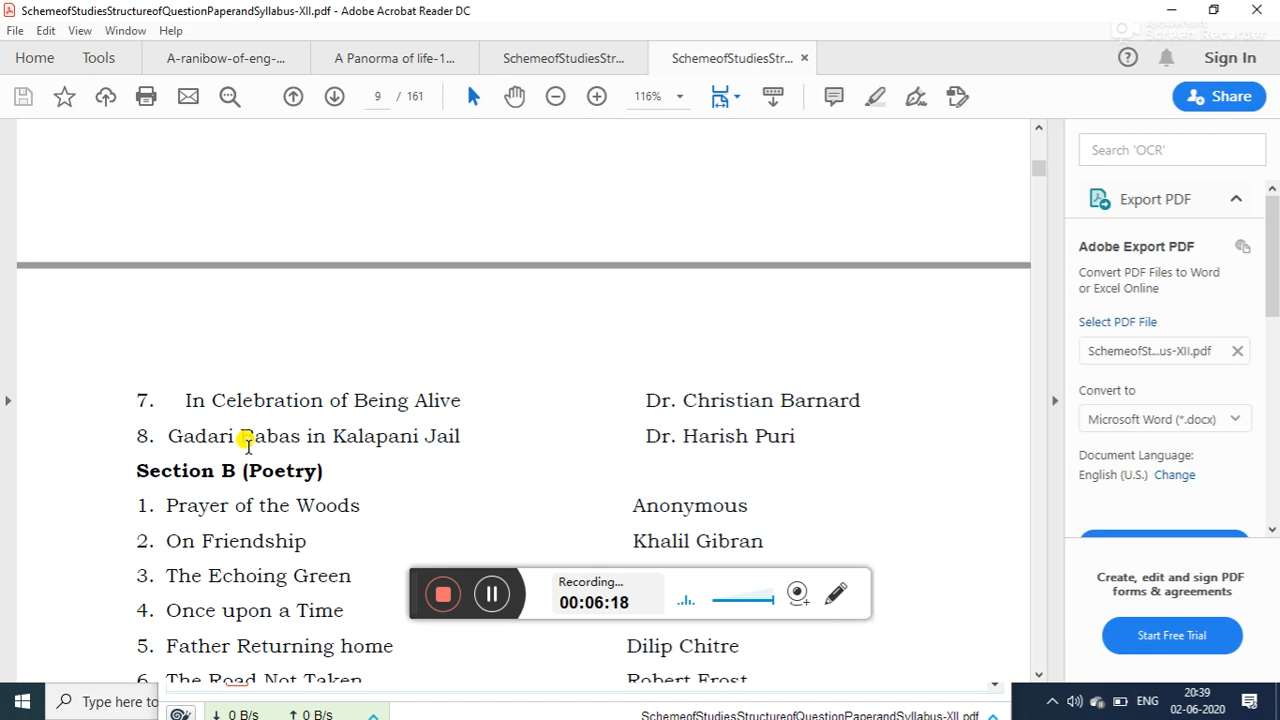 SchemeofStudiesStructureofQuestionPaperandSyllabus-XII.pdf - Adobe Acrobat Reader DC
File Edit View Window Help
Screen Recorder
Home Tools A-ranibow-of-eng-... A Panorma of life-1... SchemeofStudiesStr... SchemeofStudiesStr... ×
Sign In
9 / 161 116% Share
Search 'OCR'
Export PDF
Adobe Export PDF
Convert PDF Files to Word
or Excel Online
Select PDF File
SchemeofSt...us-XII.pdf
Convert to
Microsoft Word (*.docx)
Document Language:
English (U.S.) Change
Create, edit and sign PDF
forms & agreements
Start Free Trial
7. In Celebration of Being Alive Dr. Christian Barnard
8. Gadari Babas in Kalapani Jail Dr. Harish Puri
Section B (Poetry)
1. Prayer of the Woods Anonymous
2. On Friendship Khalil Gibran
3. The Echoing Green
4. Once upon a Time
5. Father Returning home Dilip Chitre
6. The Road Not Taken Robert Frost
Recording...
00:06:18
Type here to
0 B/s 0 B/s
SchemeofStudiesStructureofQuestionPaperandSyllabus-XII.pdf
ENG
20:39
02-06-2020